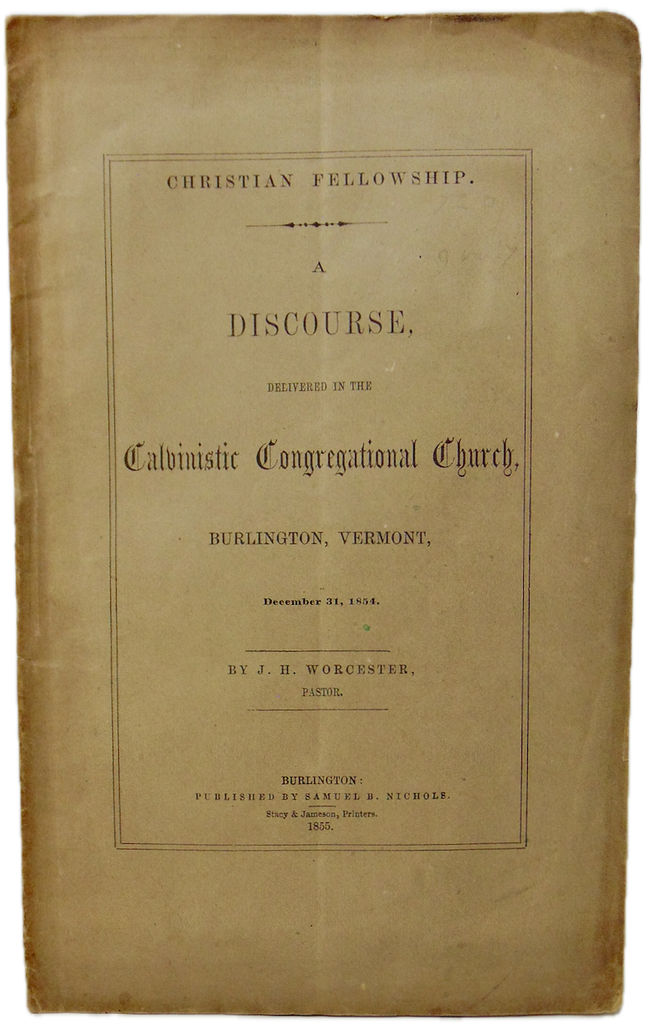 CHRISTIAN FELLOWSHIP.
A
DISCOURSE,
DELIVERED IN THE
Calvinistic Congregational Church,
BURLINGTON, VERMONT,
December 31, 1854.
BY J. H. WORCESTER,
PASTOR.
BURLINGTON:
PUBLISHED BY SAMUEL B. NICHOLS.
Stacy & Jameson, Printers.
1855.